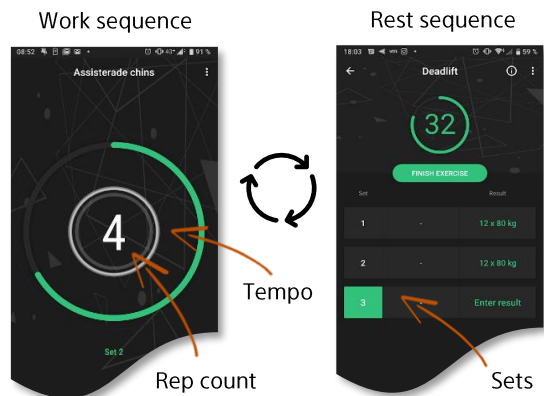 Work sequence
Rest sequence
08:52
4G+
91 %
Assisterade chins
4
Set 2
Tempo
Rep count
18:03
59 %
Deadlift
32
FINISH EXERCISE
Set
Result
1
-
12 x 80 kg
2
-
12 x 80 kg
3
-
Enter result
Sets